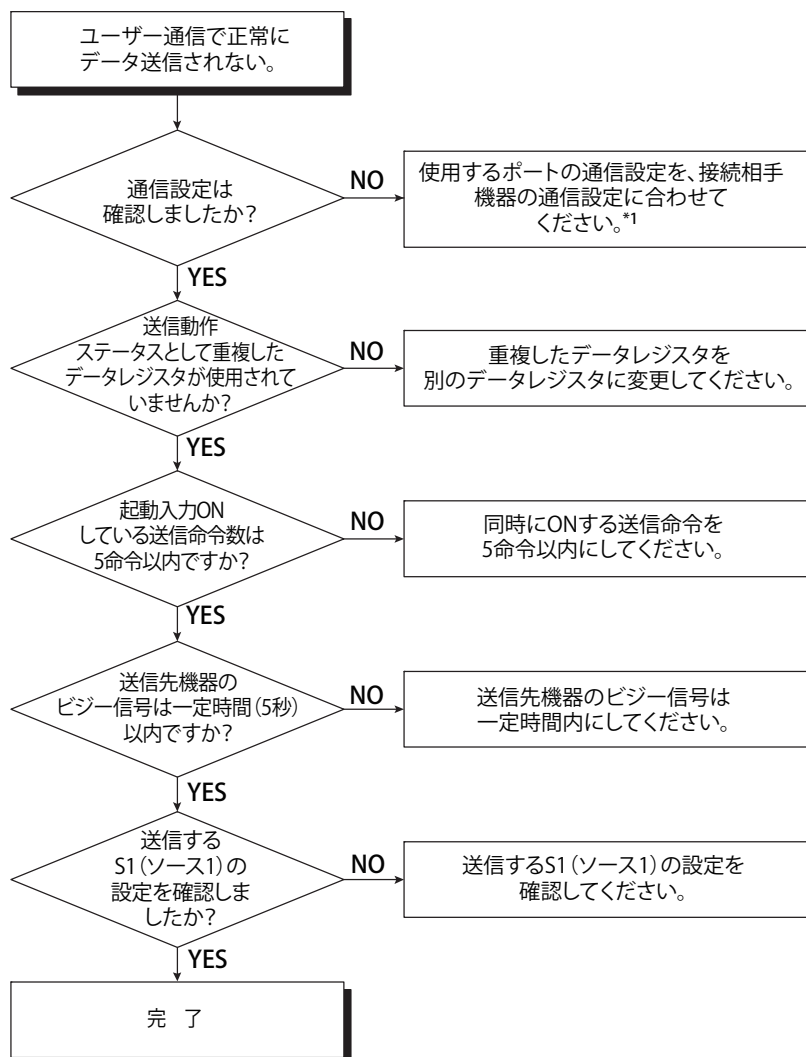 ユーザー通信で正常に
データ送信されない。
通信設定は
確認しましたか?
NO
使用するポートの通信設定を、接続相手
機器の通信設定に合わせて
ください。*1
YES
送信動作
ステータスとして重複した
データレジスタが使用されて
いませんか?
NO
重複したデータレジスタを
別のデータレジスタに変更してください。
YES
起動入力ON
している送信命令数は
5命令以内ですか?
NO
同時にONする送信命令を
5命令以内にしてください。
YES
送信先機器の
ビジー信号は一定時間(5秒)
以内ですか?
NO
送信先機器のビジー信号は
一定時間内にしてください。
YES
送信する
S1(ソース1)の
設定を確認しま
したか?
NO
送信するS1(ソース1)の設定を
確認してください。
YES
完 了